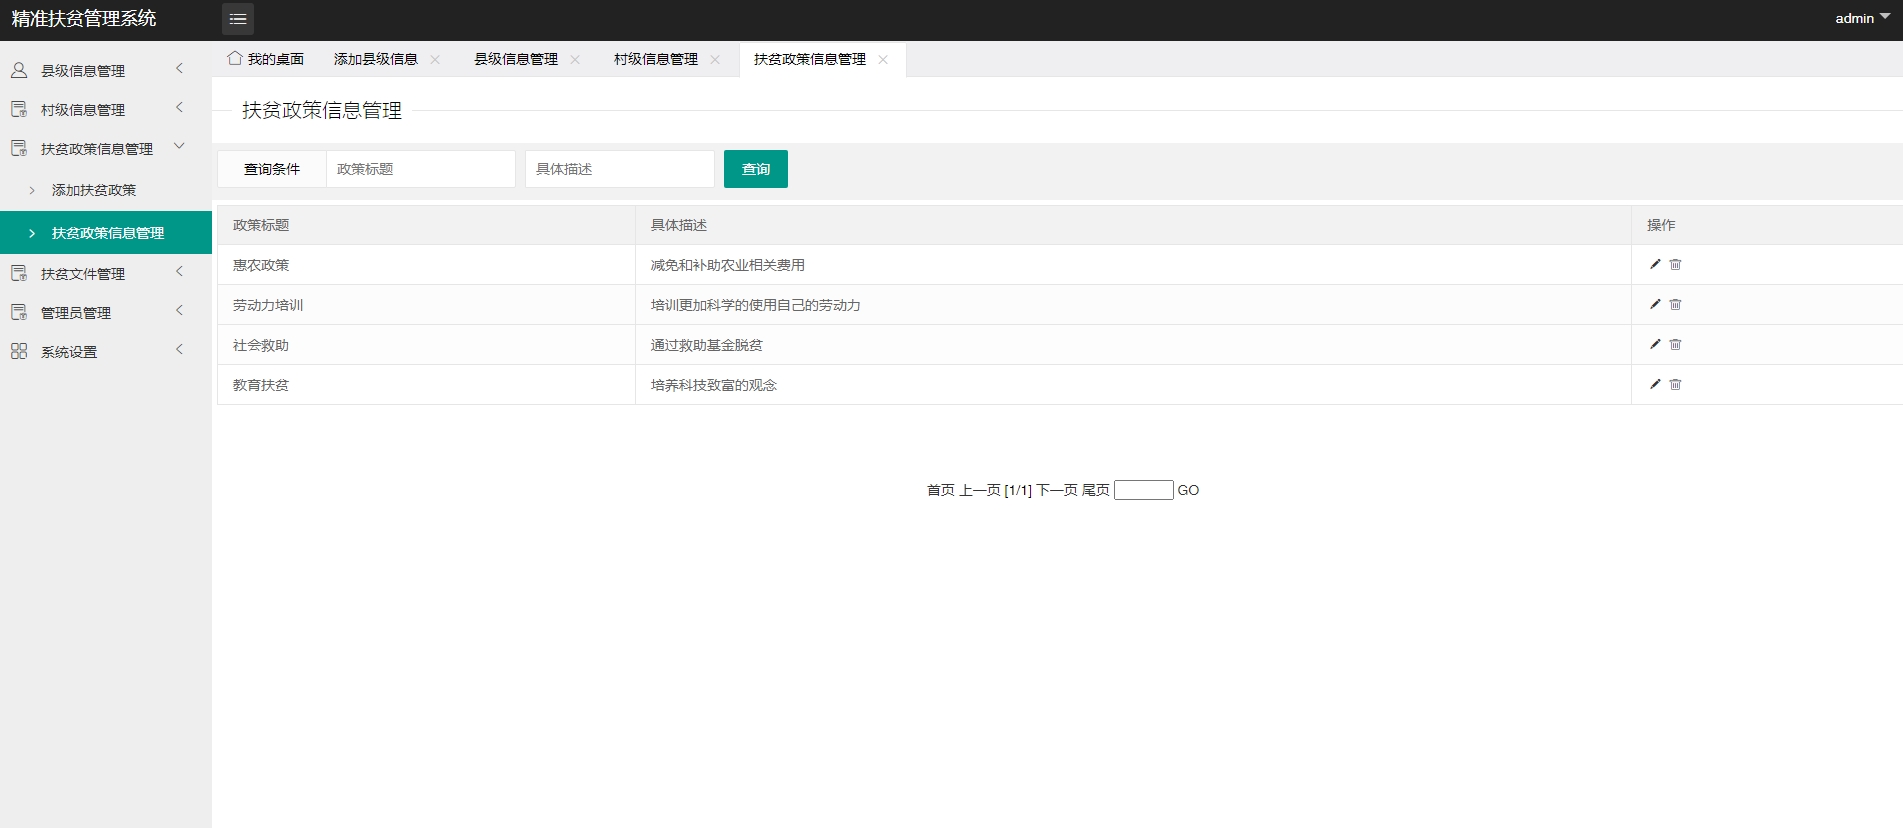 精准扶贫管理系统
admin
县级信息管理
村级信息管理
扶贫政策信息管理
添加扶贫政策
扶贫政策信息管理
扶贫文件管理
管理员管理
系统设置
我的桌面 添加县级信息 县级信息管理 村级信息管理 扶贫政策信息管理
扶贫政策信息管理
查询条件 政策标题 具体描述 查询
政策标题 具体描述 操作
惠农政策 减免和补助农业相关费用
劳动力培训 培训更加科学的使用自己的劳动力
社会救助 通过救助基金脱贫
教育扶贫 培养科技致富的观念
首页 上一页 [1/1] 下一页 尾页 GO